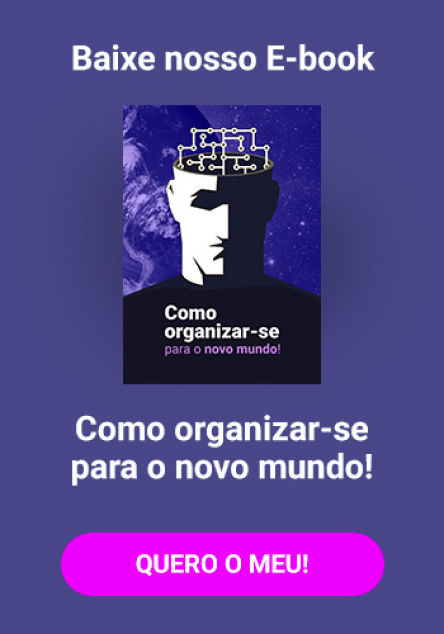 Baixe nosso E-book
Como
organizar-se
para o novo mundo!
Como organizar-se
para o novo mundo!
QUERO O MEU!